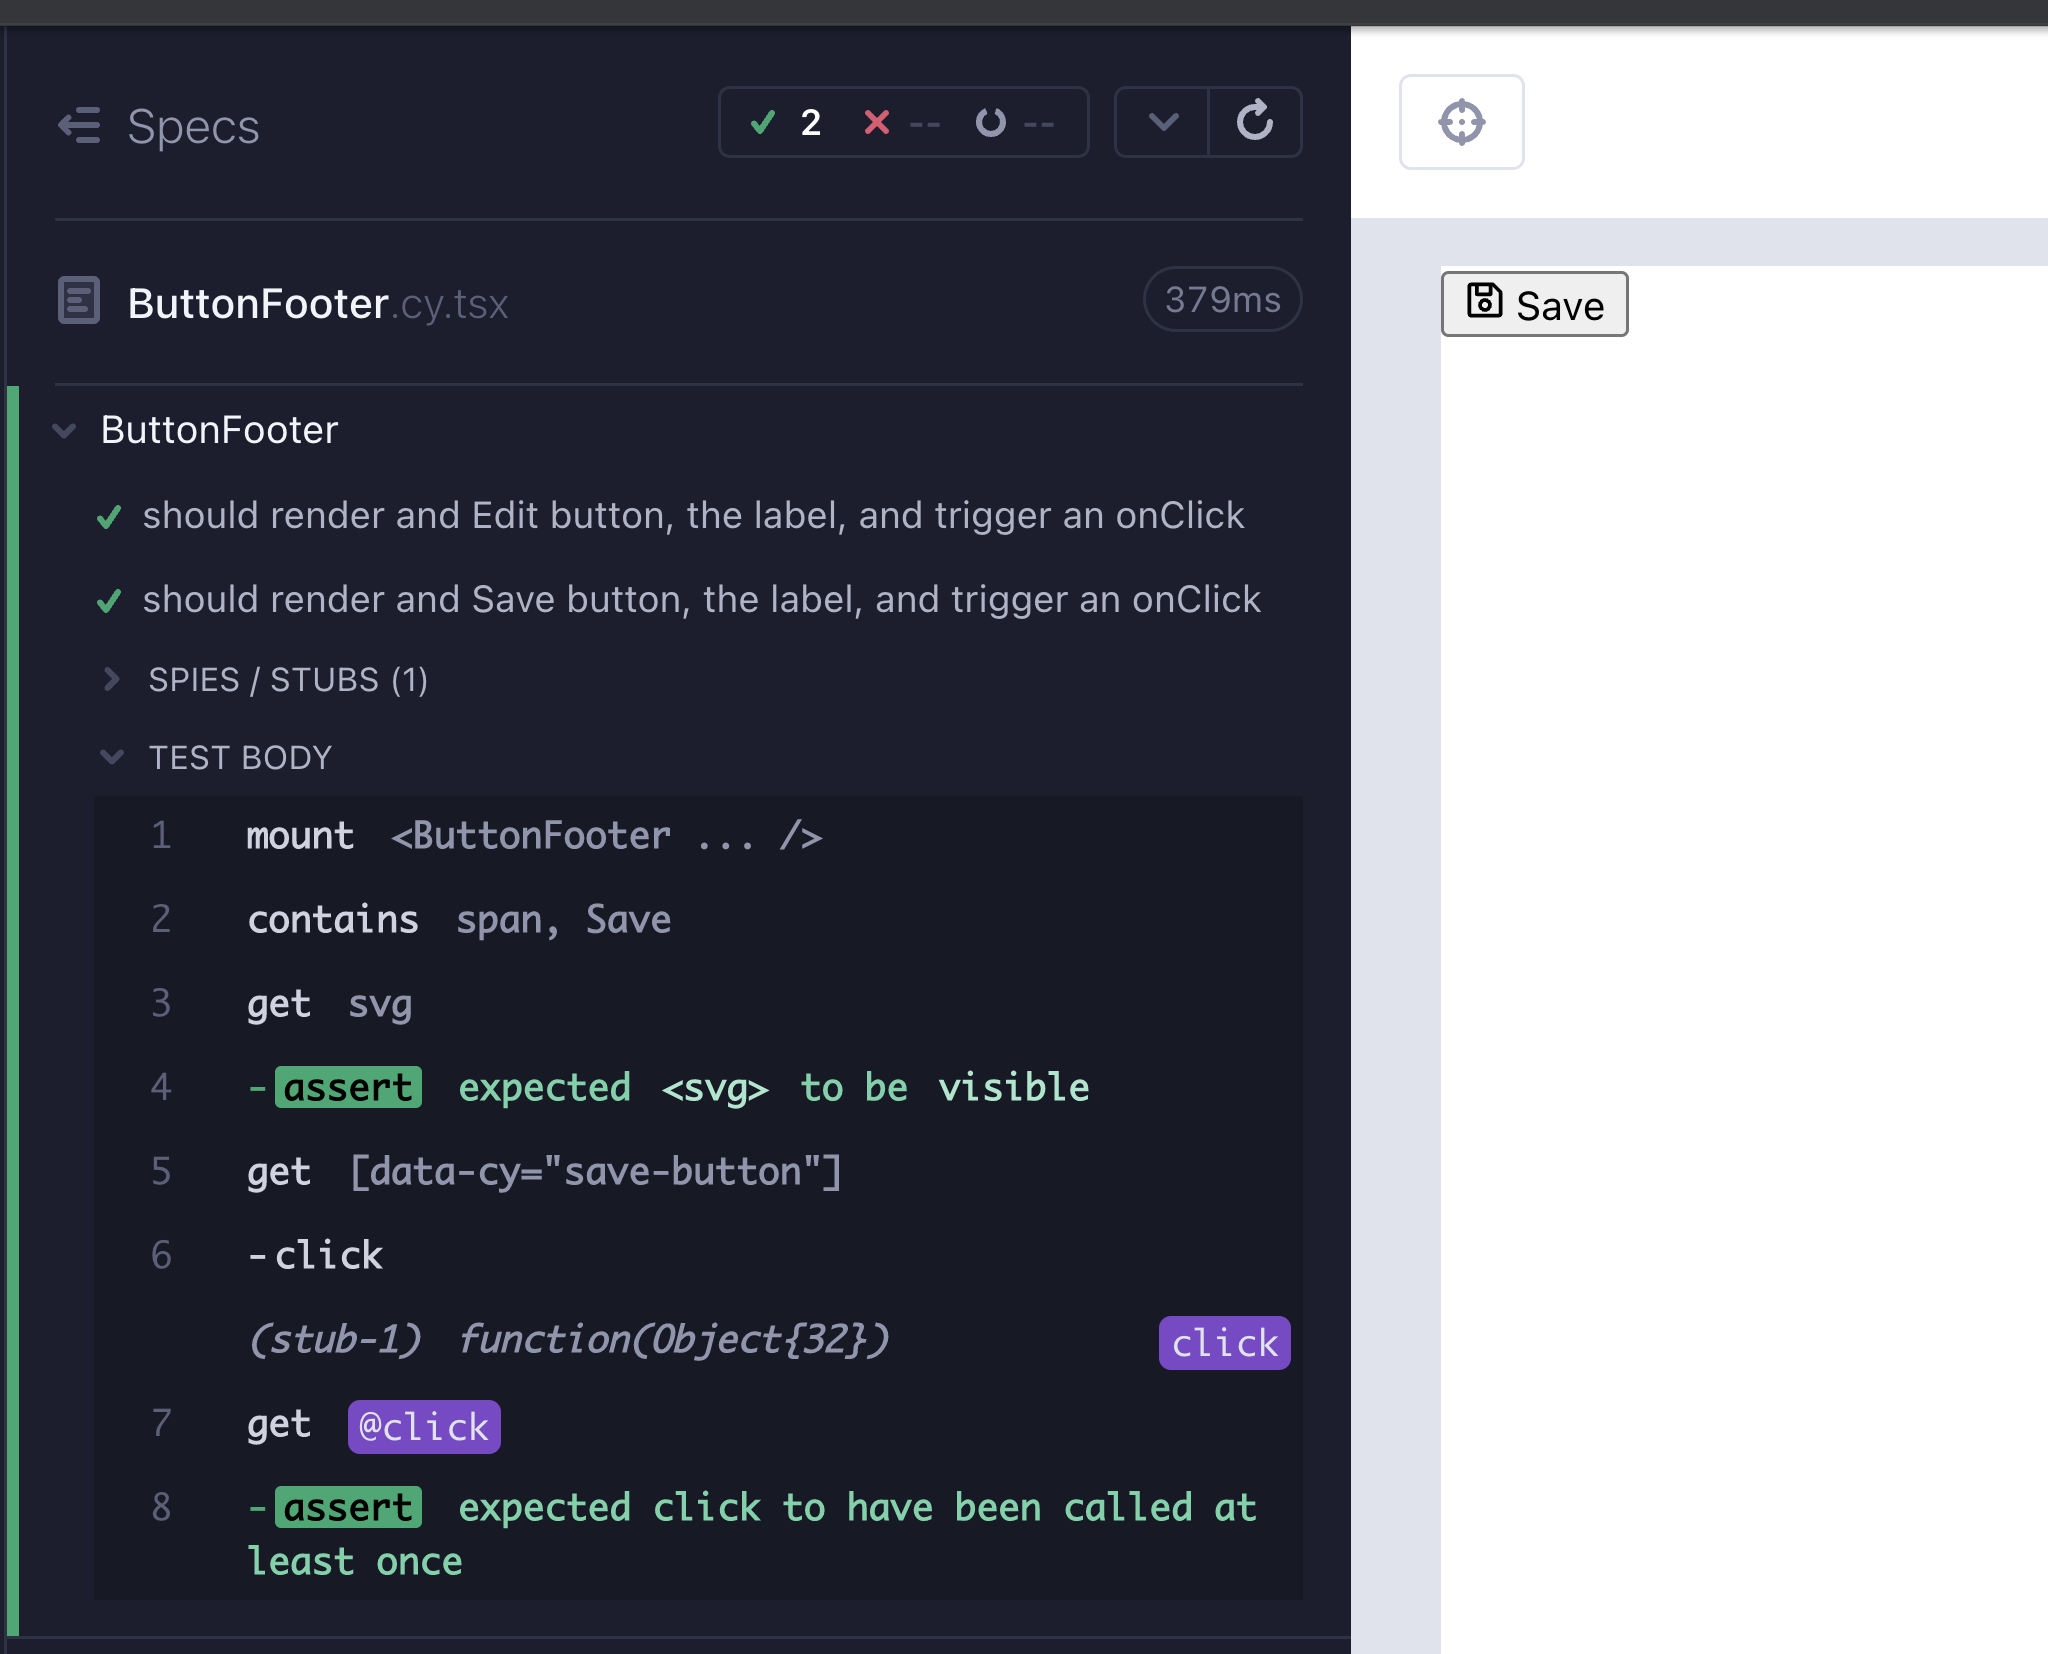 Specs
2 -- --
ButtonFooter.cy.tsx
379ms
ButtonFooter
should render and Edit button, the label, and trigger an onClick
should render and Save button, the label, and trigger an onClick
SPIES / STUBS (1)
TEST BODY
1 mount <ButtonFooter ... />
2 contains span, Save
3 get svg
4 -assert expected <svg> to be visible
5 get [data-cy="save-button"]
6 -click
(stub-1) function(Object{32}) click
7 get @click
8 -assert expected click to have been called at
least once
Save